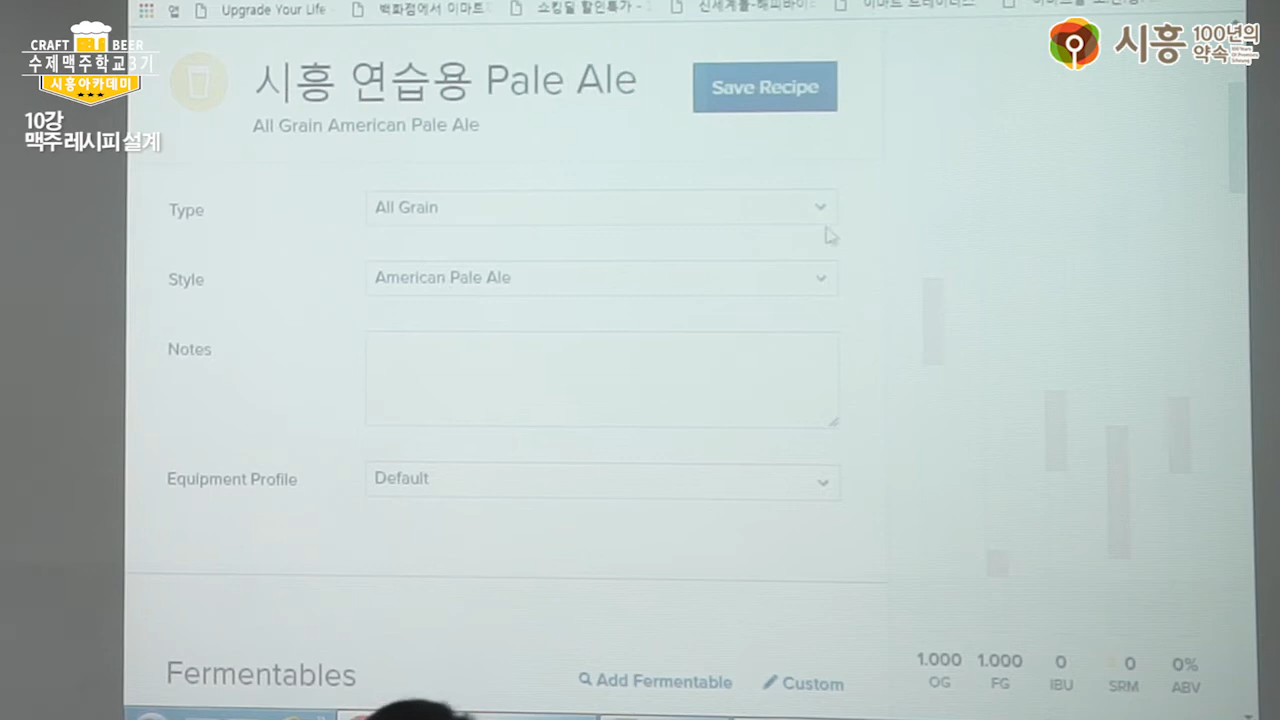 앱 Upgrade Your Life 백화점에서 이마트 쇼킹딜 할인특가 - 신세계몰-해피바이
CRAFT BEER
수제맥주학교3기
시흥아카데미
10강
맥주 레시피 설계
시흥 100년의 약속
시흥 연습용 Pale Ale
Save Recipe
All Grain American Pale Ale
Type All Grain
Style American Pale Ale
Notes
Equipment Profile Default
Fermentables
Add Fermentable
Custom
1.000 1.000 0 0 0%
OG FG IBU SRM ABV